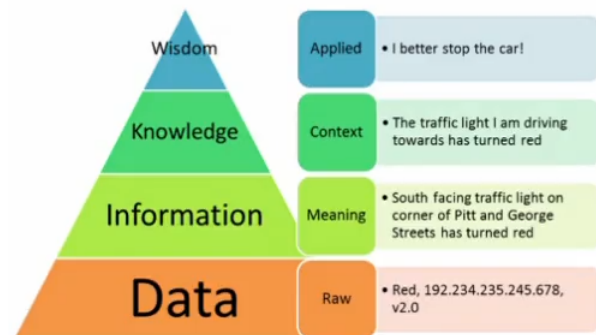 Wisdom
Applied
• I better stop the car!
Knowledge
Context
• The traffic light I am driving
towards has turned red
Information
Meaning
• South facing traffic light on
corner of Pitt and George
Streets has turned red
Data
Raw
• Red, 192.234.235.245.678,
v2.0